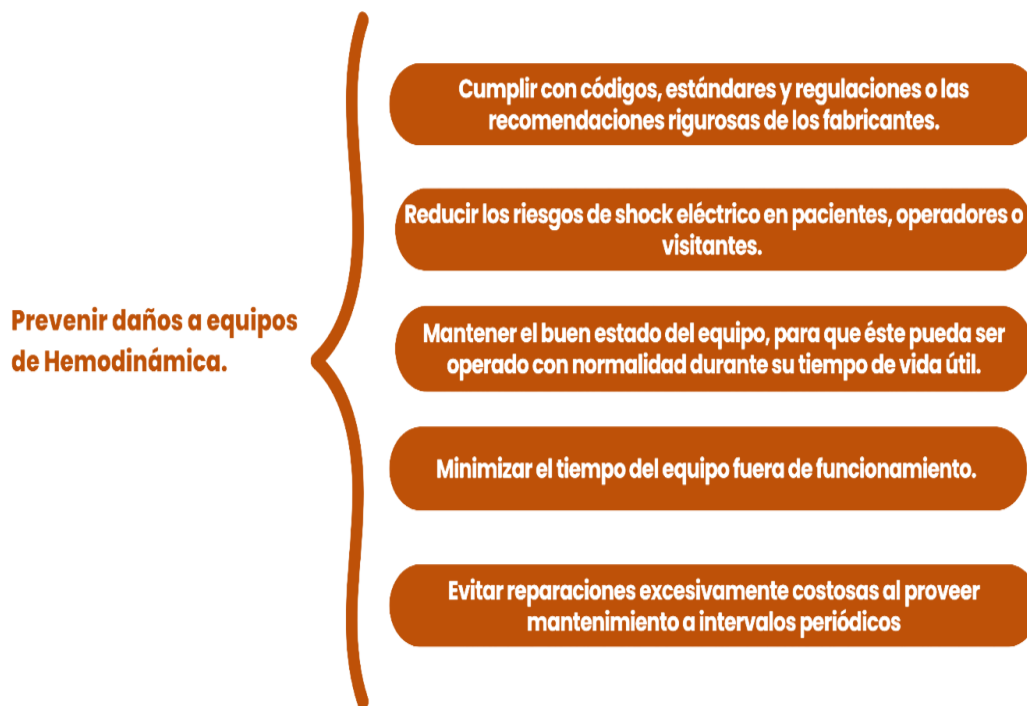 Prevenir daños a equipos
de Hemodinámica.
Cumplir con códigos, estándares y regulaciones o las
recomendaciones rigurosas de los fabricantes.
Reducir los riesgos de shock eléctrico en pacientes, operadores o
visitantes.
Mantener el buen estado del equipo, para que éste pueda ser
operado con normalidad durante su tiempo de vida útil.
Minimizar el tiempo del equipo fuera de funcionamiento.
Evitar reparaciones excesivamente costosas al proveer
mantenimiento a intervalos periódicos